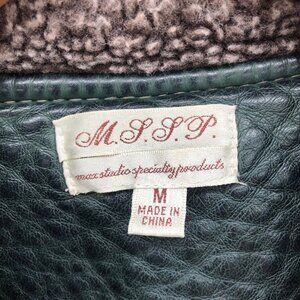 M.S.S.P.
max studio specialty products
M
MADE IN
CHINA